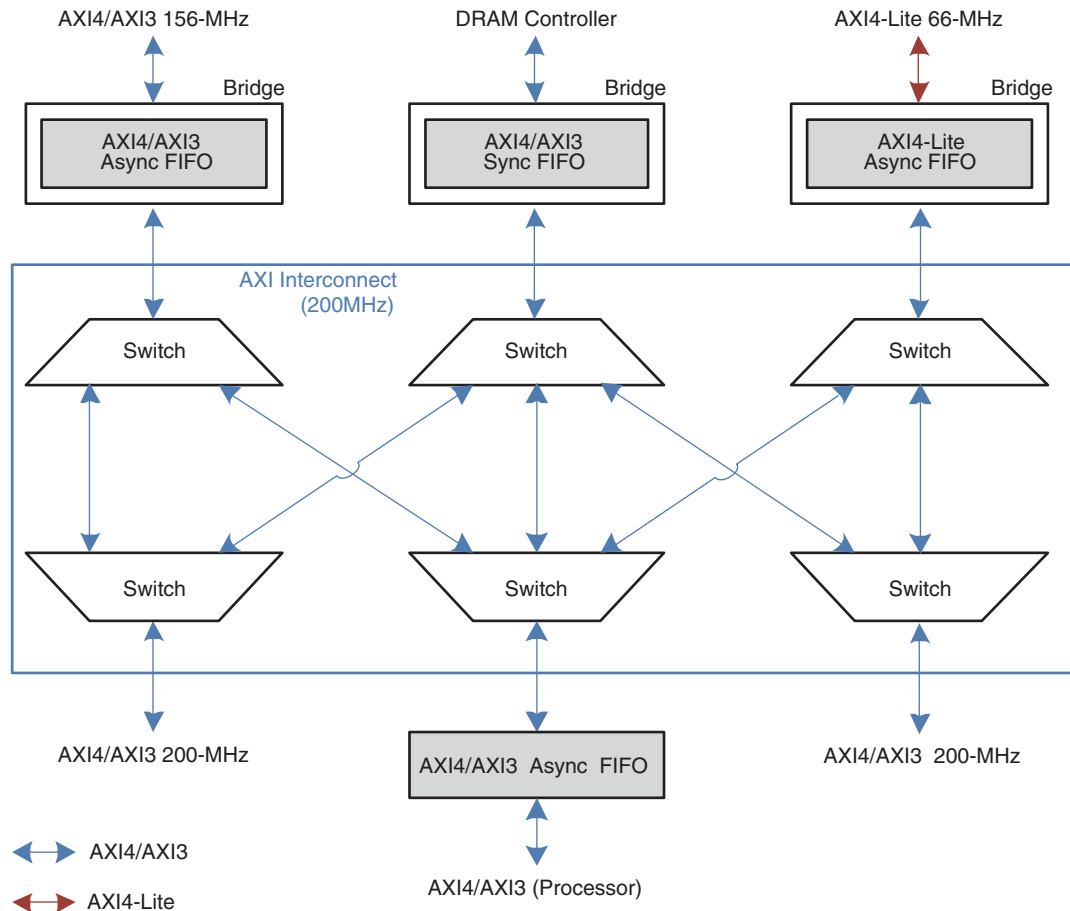 AXI4/AXI3 156-MHz
DRAM Controller
AXI4-Lite 66-MHz
Bridge
Bridge
Bridge
AXI4/AXI3
Async FIFO
AXI4/AXI3
Sync FIFO
AXI4-Lite
Async FIFO
AXI Interconnect
(200MHz)
Switch
Switch
Switch
Switch
Switch
Switch
AXI4/AXI3 200-MHz
AXI4/AXI3 Async FIFO
AXI4/AXI3 200-MHz
AXI4/AXI3
AXI4/AXI3 (Processor)
AXI4-Lite